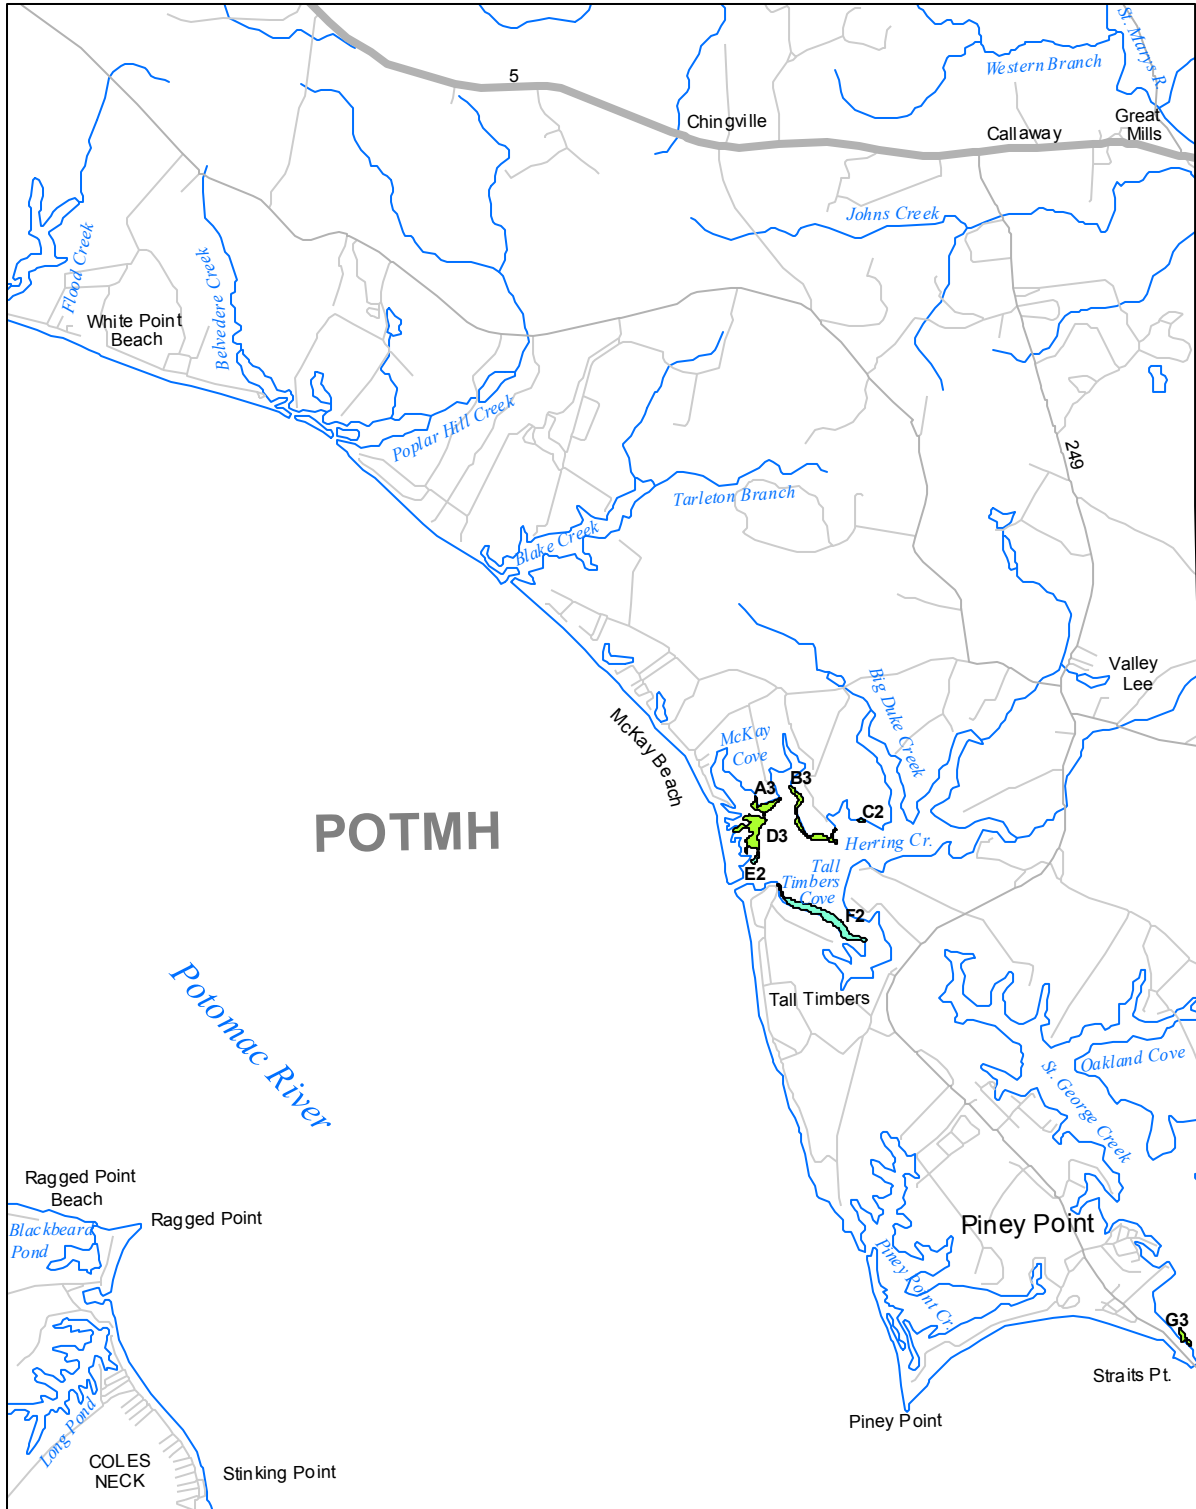 St. Marys R.
Western Branch
5
Chingville
Callaway
Great
Mills
Johns Creek
Flood Creek
Belvedere Creek
White Point
Beach
Poplar Hill Creek
249
Tarleton Branch
Blake Creek
Valley
Lee
Big Duke Creek
McKay Beach
McKay
Cove
A3
B3
C2
D3
E2
Herring Cr.
Tall
Timbers
Cove
F2
POTMH
Tall Timbers
Potomac River
Oakland Cove
St. George Creek
Ragged Point
Beach
Ragged Point
Blackbeard
Pond
Piney Point
Piney Point Cr.
G3
Straits Pt.
Piney Point
Long Pond
COLES
NECK
Stinking Point